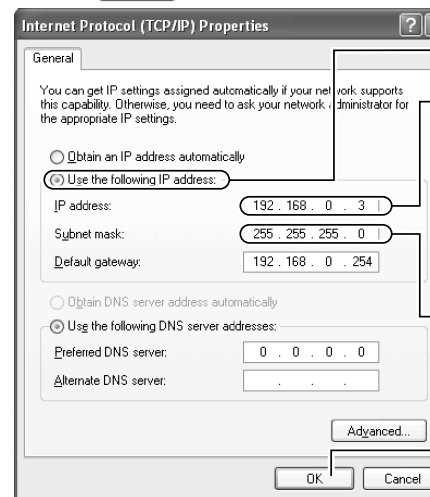 Internet Protocol (TCP/IP) Properties
?
General
You can get IP settings assigned automatically if your network supports
this capability. Otherwise, you need to ask your network administrator for
the appropriate IP settings.
Obtain an IP address automatically
Use the following IP address:
IP address: 192 . 168 . 0 . 3
Subnet mask: 255 . 255 . 255 . 0
Default gateway: 192 . 168 . 0 . 254
Obtain DNS server address automatically
Use the following DNS server addresses:
Preferred DNS server: 0 . 0 . 0 . 0
Alternate DNS server: . . .
Advanced...
OK Cancel